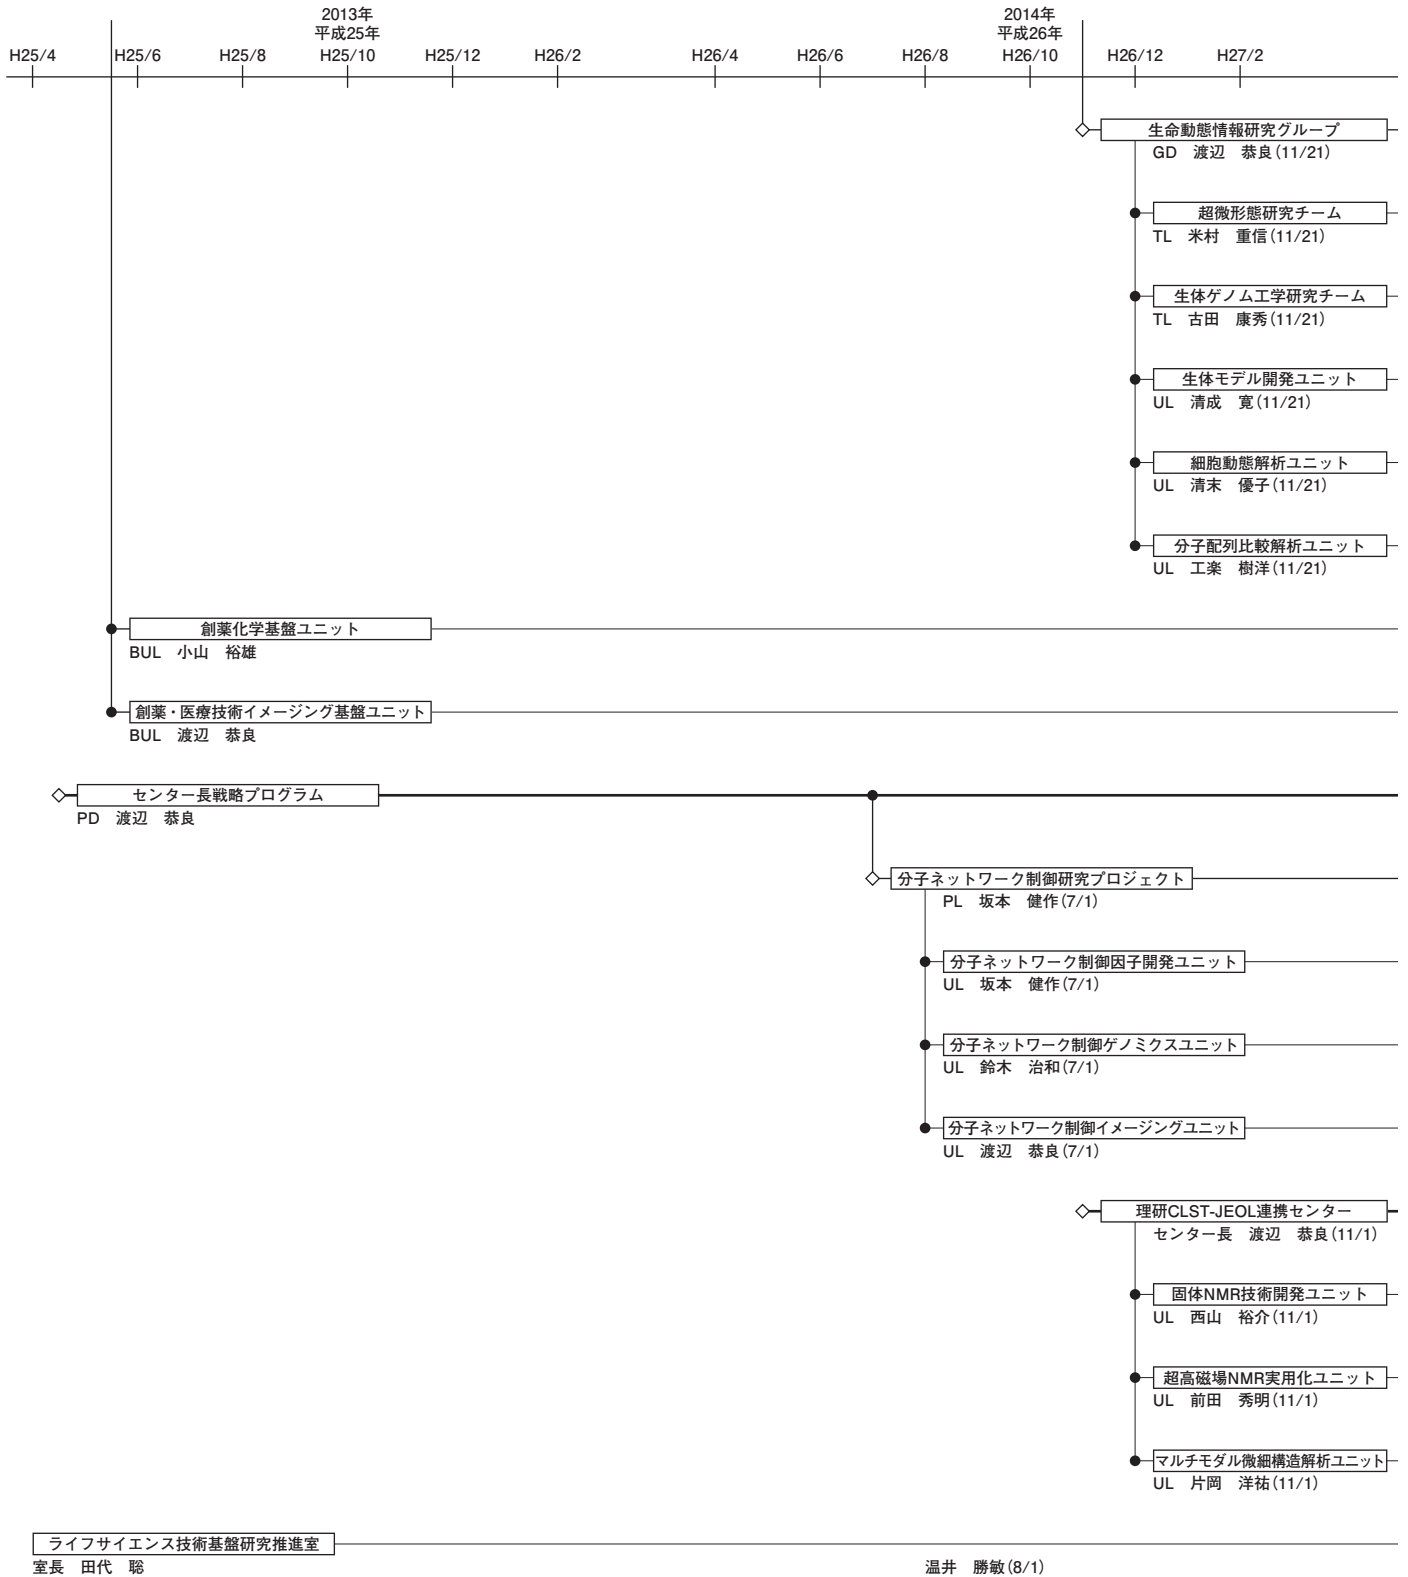 2013年
平成25年
2014年
平成26年
H25/4 H25/6 H25/8 H25/10 H25/12 H26/2 H26/4 H26/6 H26/8 H26/10 H26/12 H27/2
生命動態情報研究グループ
GD 渡辺 恭良(11/21)
超微形態研究チーム
TL 米村 重信(11/21)
生体ゲノム工学研究チーム
TL 古田 康秀(11/21)
生体モデル開発ユニット
UL 清成 寛(11/21)
細胞動態解析ユニット
UL 清末 優子(11/21)
分子配列比較解析ユニット
UL 工楽 樹洋(11/21)
創薬化学基盤ユニット
BUL 小山 裕雄
創薬・医療技術イメージング基盤ユニット
BUL 渡辺 恭良
センター長戦略プログラム
PD 渡辺 恭良
分子ネットワーク制御研究プロジェクト
PL 坂本 健作(7/1)
分子ネットワーク制御因子開発ユニット
UL 坂本 健作(7/1)
分子ネットワーク制御ゲノミクスユニット
UL 鈴木 治和(7/1)
分子ネットワーク制御イメージングユニット
UL 渡辺 恭良(7/1)
理研CLST-JEOL連携センター
センター長 渡辺 恭良(11/1)
固体NMR技術開発ユニット
UL 西山 裕介(11/1)
超高磁場NMR実用化ユニット
UL 前田 秀明(11/1)
マルチモダル微細構造解析ユニット
UL 片岡 洋祐(11/1)
ライフサイエンス技術基盤研究推進室
室長 田代 聡 温井 勝敏(8/1)